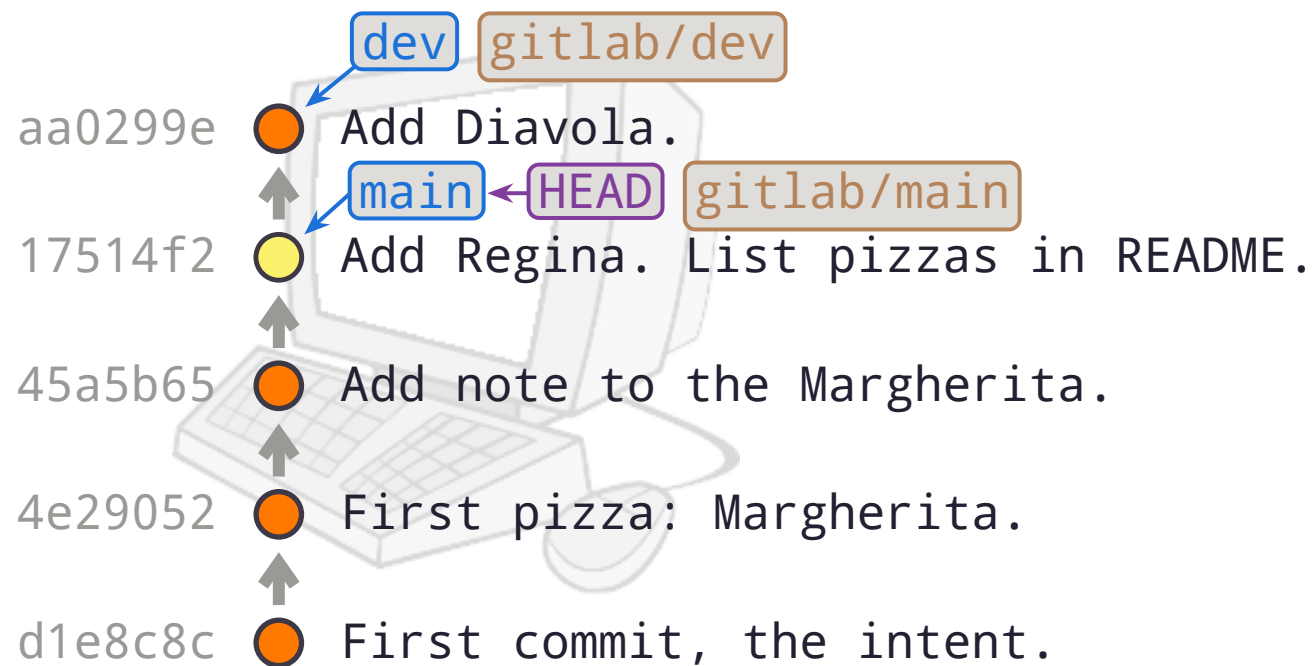 dev gitlab/dev
aa0299e Add Diavola.
main HEAD gitlab/main
17514f2 Add Regina. List pizzas in README.
45a5b65 Add note to the Margherita.
4e29052 First pizza: Margherita.
d1e8c8c First commit, the intent.